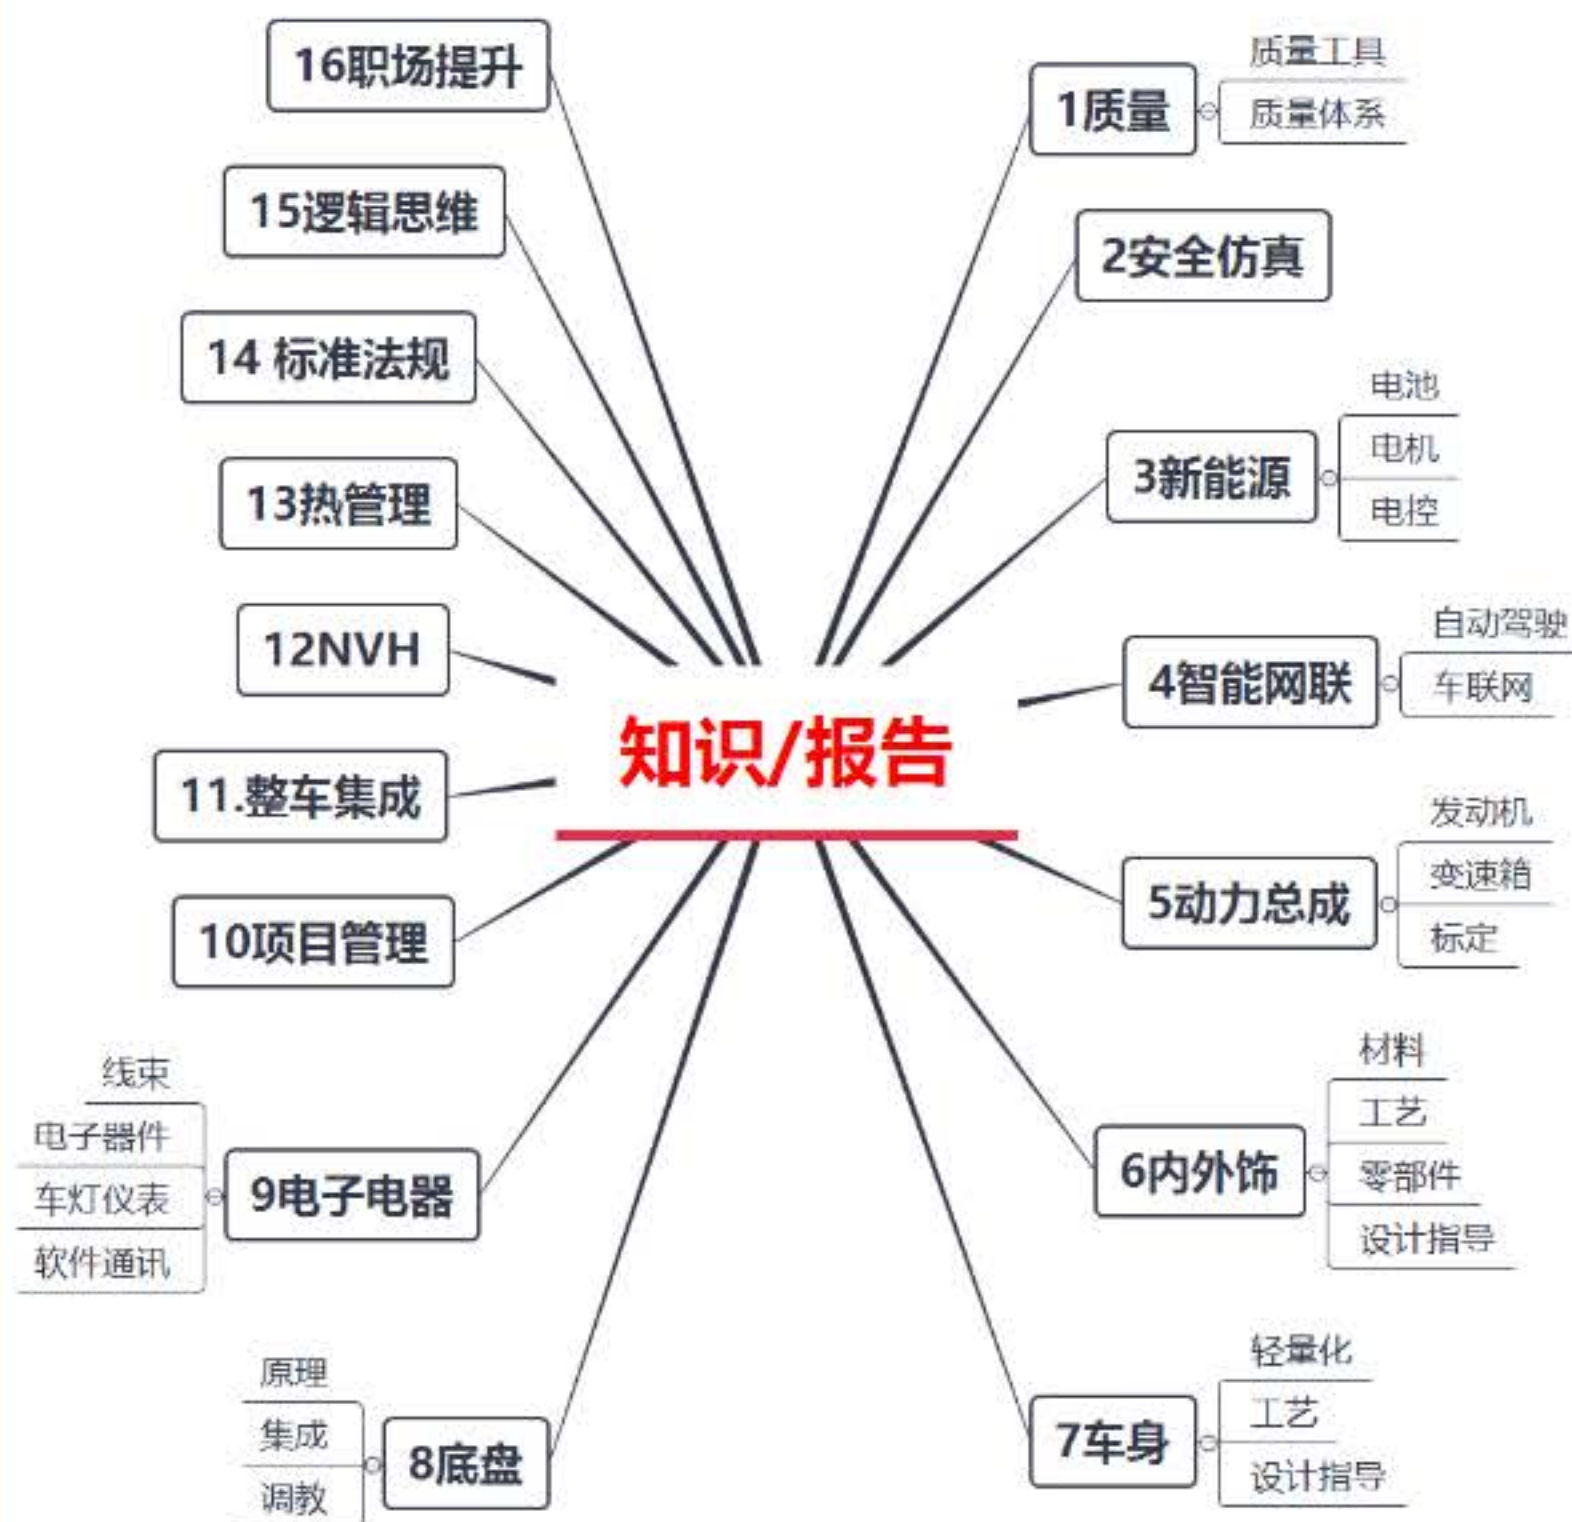 知识/报告
1质量
质量工具
质量体系
2安全仿真
3新能源
电池
电机
电控
4智能网联
自动驾驶
车联网
5动力总成
发动机
变速箱
标定
6内外饰
材料
工艺
零部件
设计指导
7车身
轻量化
工艺
设计指导
8底盘
原理
集成
调教
9电子电器
线束
电子器件
车灯仪表
软件通讯
10项目管理
11.整车集成
12NVH
13热管理
14 标准法规
15逻辑思维
16职场提升